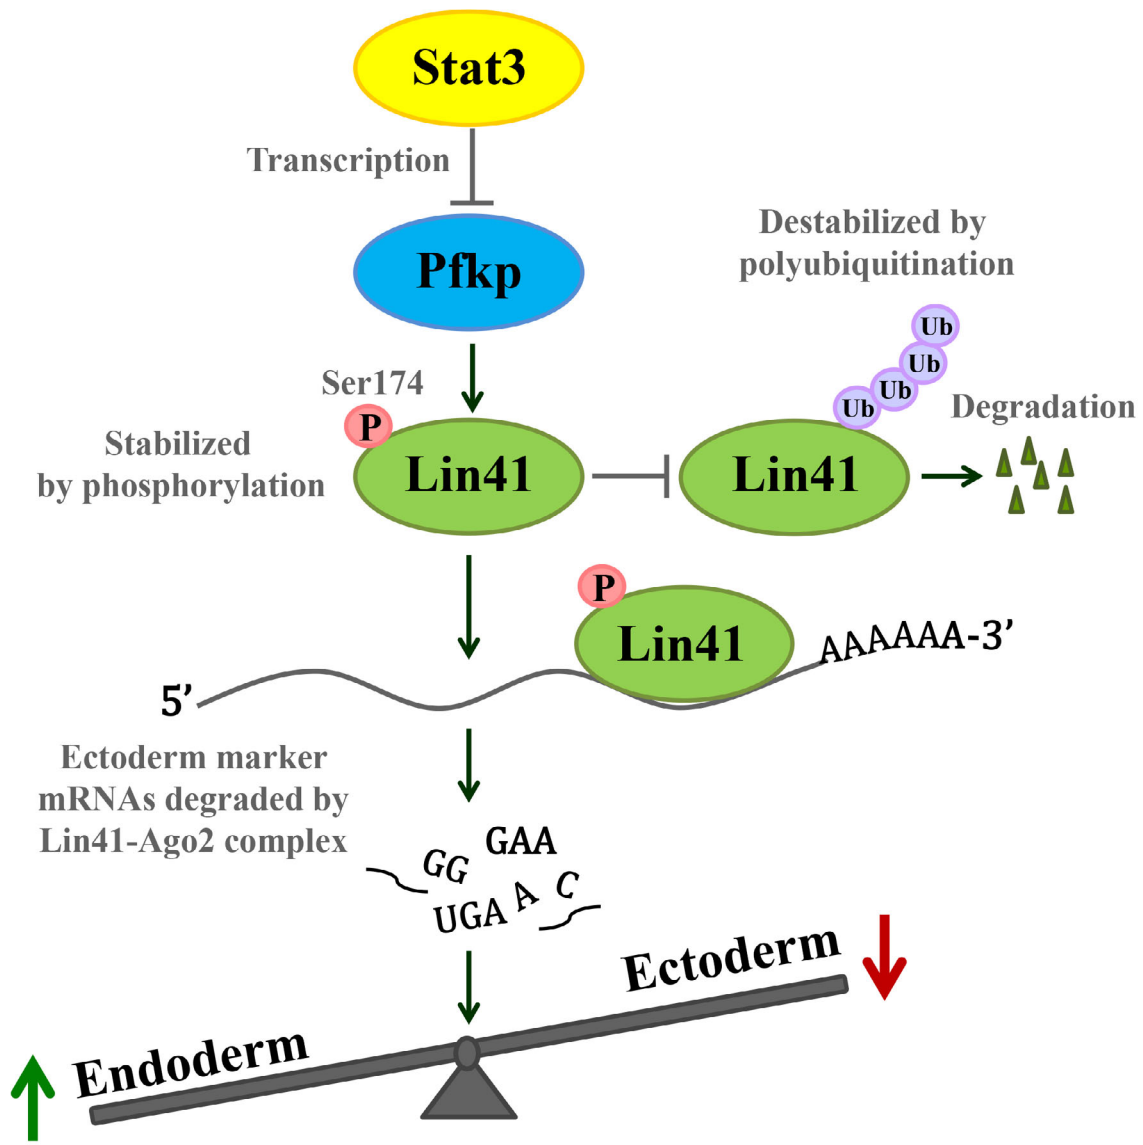 Stat3
Transcription
Pfkp
Destabilized by
polyubiquitination
Ub
Ub
Ub
Ub
Ser174
P
Lin41
Stabilized
by phosphorylation
Lin41
Degradation
P
Lin41
AAAAAA-3’
5’
Ectoderm marker
mRNAs degraded by
Lin41-Ago2 complex
GG
GAA
UGA
A
C
Ectoderm
Endoderm